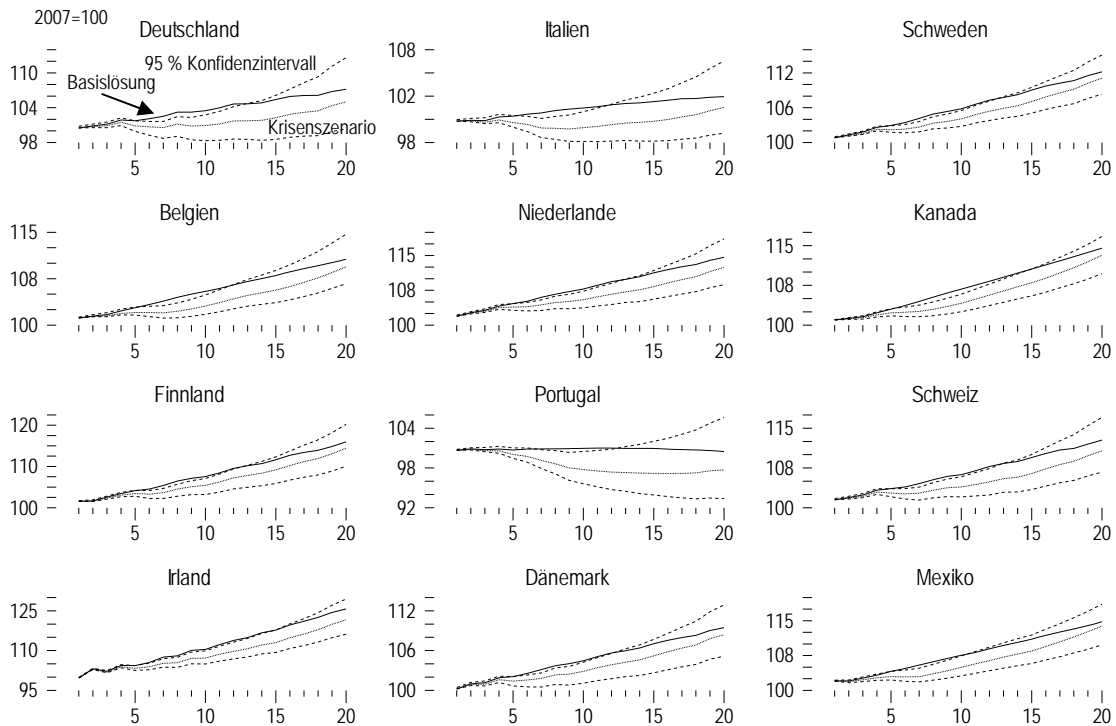 2007=100
Deutschland
Italien
Schweden
110
104
98
95 % Konfidenzintervall
Basislösung
Krisenszenario
5 10 15 20
108
102
98
5 10 15 20
112
106
100
5 10 15 20
Belgien
Niederlande
Kanada
115
108
100
5 10 15 20
115
108
100
5 10 15 20
115
108
100
5 10 15 20
Finnland
Portugal
Schweiz
120
110
100
5 10 15 20
104
98
92
5 10 15 20
115
108
100
5 10 15 20
Irland
Dänemark
Mexiko
125
110
95
5 10 15 20
112
106
100
5 10 15 20
115
108
100
5 10 15 20